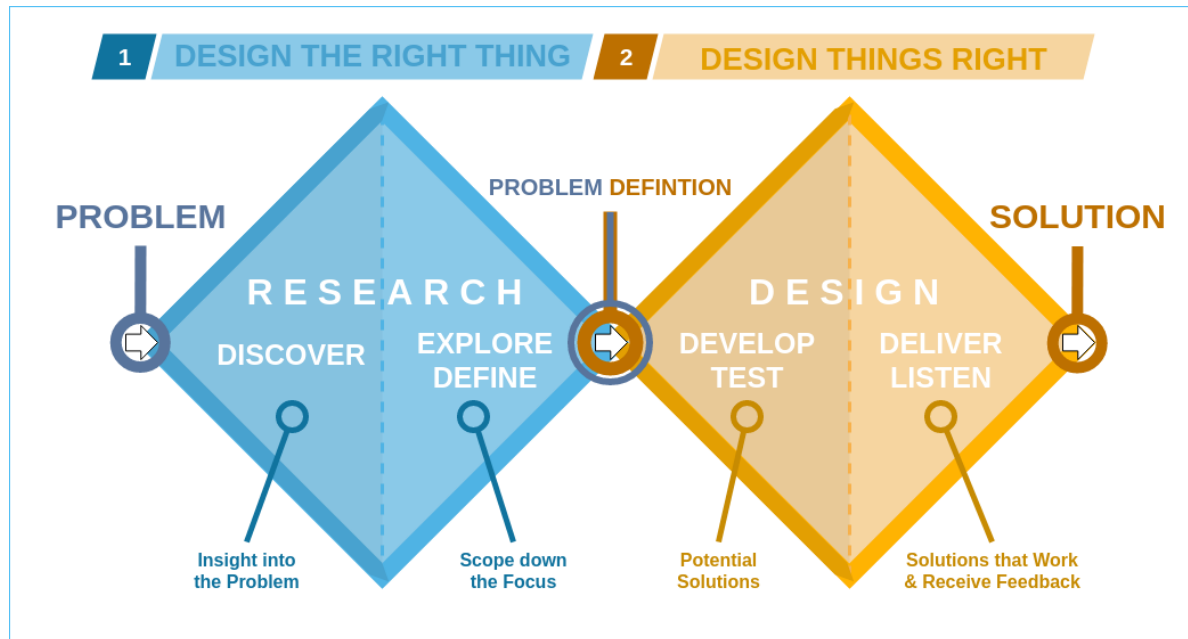 1 DESIGN THE RIGHT THING 2 DESIGN THINGS RIGHT
PROBLEM DEFINTION
PROBLEM
SOLUTION
RESEARCH
DESIGN
DISCOVER
EXPLORE
DEFINE
DEVELOP
TEST
DELIVER
LISTEN
Insight into
the Problem
Scope down
the Focus
Potential
Solutions
Solutions that Work
& Receive Feedback